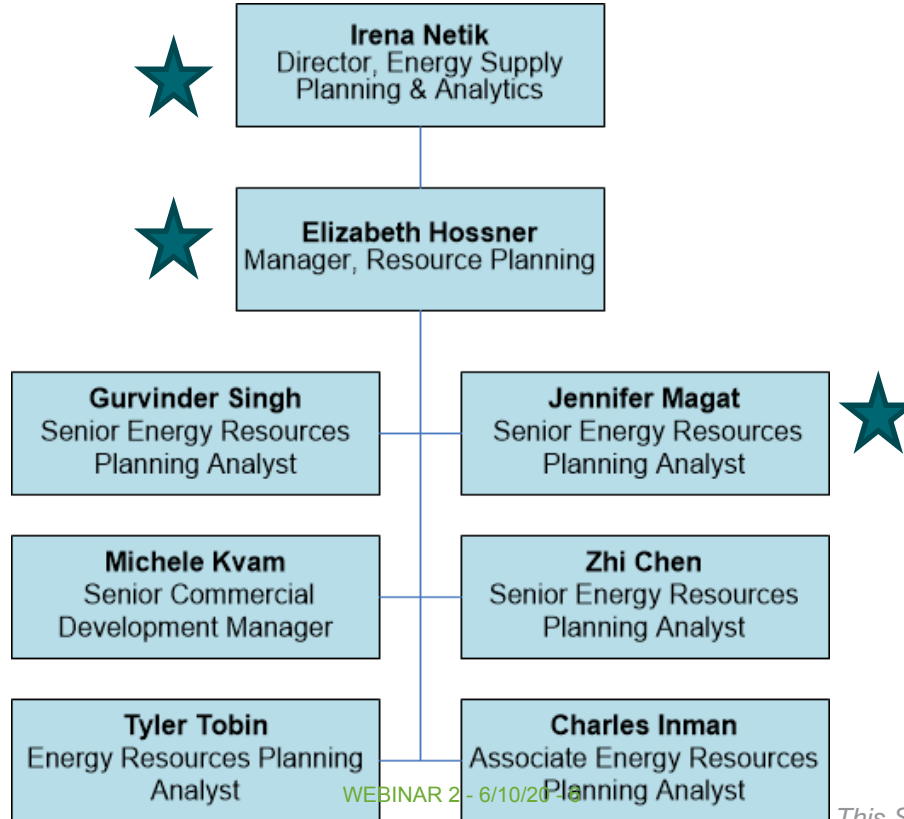 Irena Netik
Director, Energy Supply
Planning & Analytics
Elizabeth Hossner
Manager, Resource Planning
Gurvinder Singh
Senior Energy Resources
Planning Analyst
Jennifer Magat
Senior Energy Resources
Planning Analyst
Michele Kvam
Senior Commercial
Development Manager
Zhi Chen
Senior Energy Resources
Planning Analyst
Tyler Tobin
Energy Resources Planning
Analyst
Charles Inman
Associate Energy Resources
Planning Analyst
WEBINAR 2 - 6/10/20 -
This S